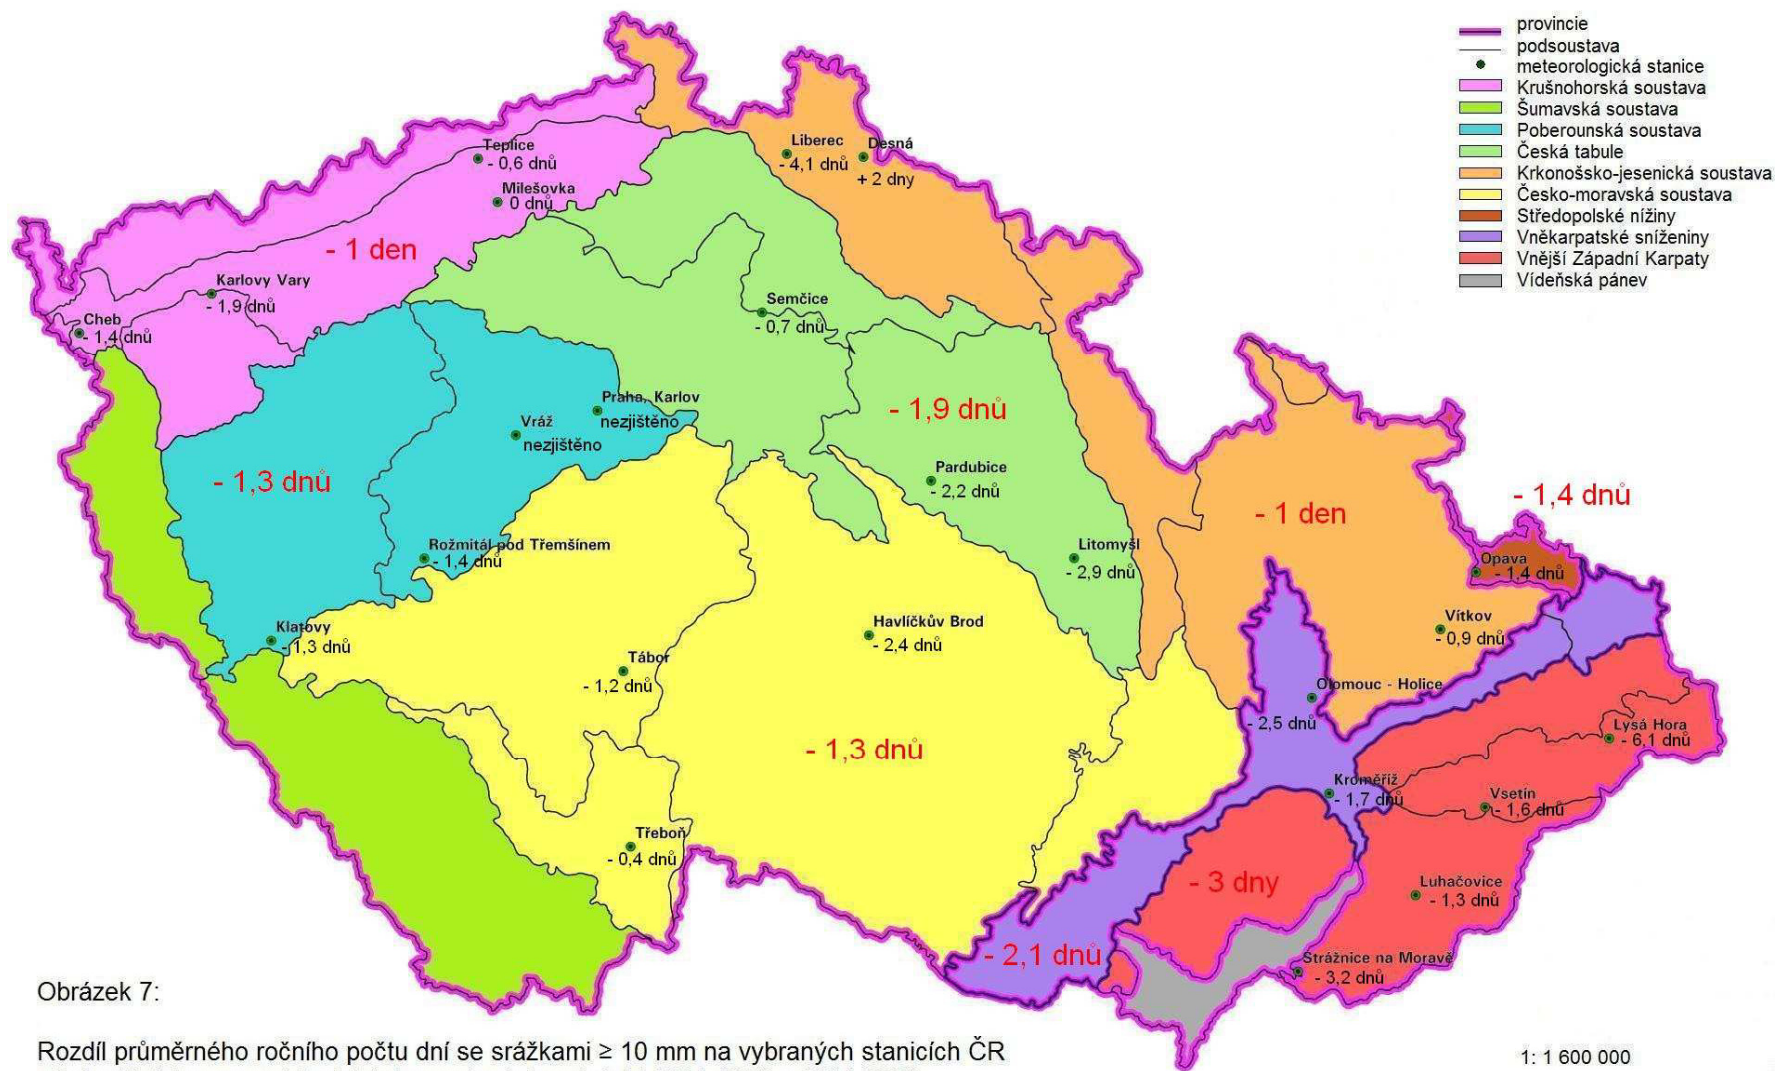 provincie
podsoustava
meteorologická stanice
Krušnohorská soustava
Šumavská soustava
Poberounská soustava
Česká tabule
Krkonošsko-jesenická soustava
Česko-moravská soustava
Středopolské nížiny
Vněkarpatské sníženiny
Vnější Západní Karpaty
Vídeňská pánev
Teplice
- 0,6 dnů
Milešovka
0 dnů
Liberec
- 4,1 dnů
Desná
+ 2 dny
- 1 den
Karlovy Vary
- 1,9 dnů
Cheb
- 1,4 dnů
Semčice
- 0,7 dnů
Praha, Karlov
nezjištěno
Vráž
nezjištěno
- 1,9 dnů
- 1,3 dnů
Pardubice
- 2,2 dnů
- 1 den
- 1,4 dnů
Rožmitál pod Třemšínem
- 1,4 dnů
Litomyšl
- 2,9 dnů
Opava
- 1,4 dnů
Klatovy
- 1,3 dnů
Havlíčkův Brod
- 2,4 dnů
Vítkov
- 0,9 dnů
Tábor
- 1,2 dnů
Olomouc - Holice
- 2,5 dnů
- 1,3 dnů
Lysá Hora
- 6,1 dnů
Kroměříž
- 1,7 dnů
Vsetín
- 1,6 dnů
Třeboň
- 0,4 dnů
- 3 dny
Luhačovice
- 1,3 dnů
- 2,1 dnů
Strážnice na Moravě
- 3,2 dnů
Obrázek 7:
Rozdíl průměrného ročního počtu dní se srážkami ≥ 10 mm na vybraných stanicích ČR
1: 1 600 000